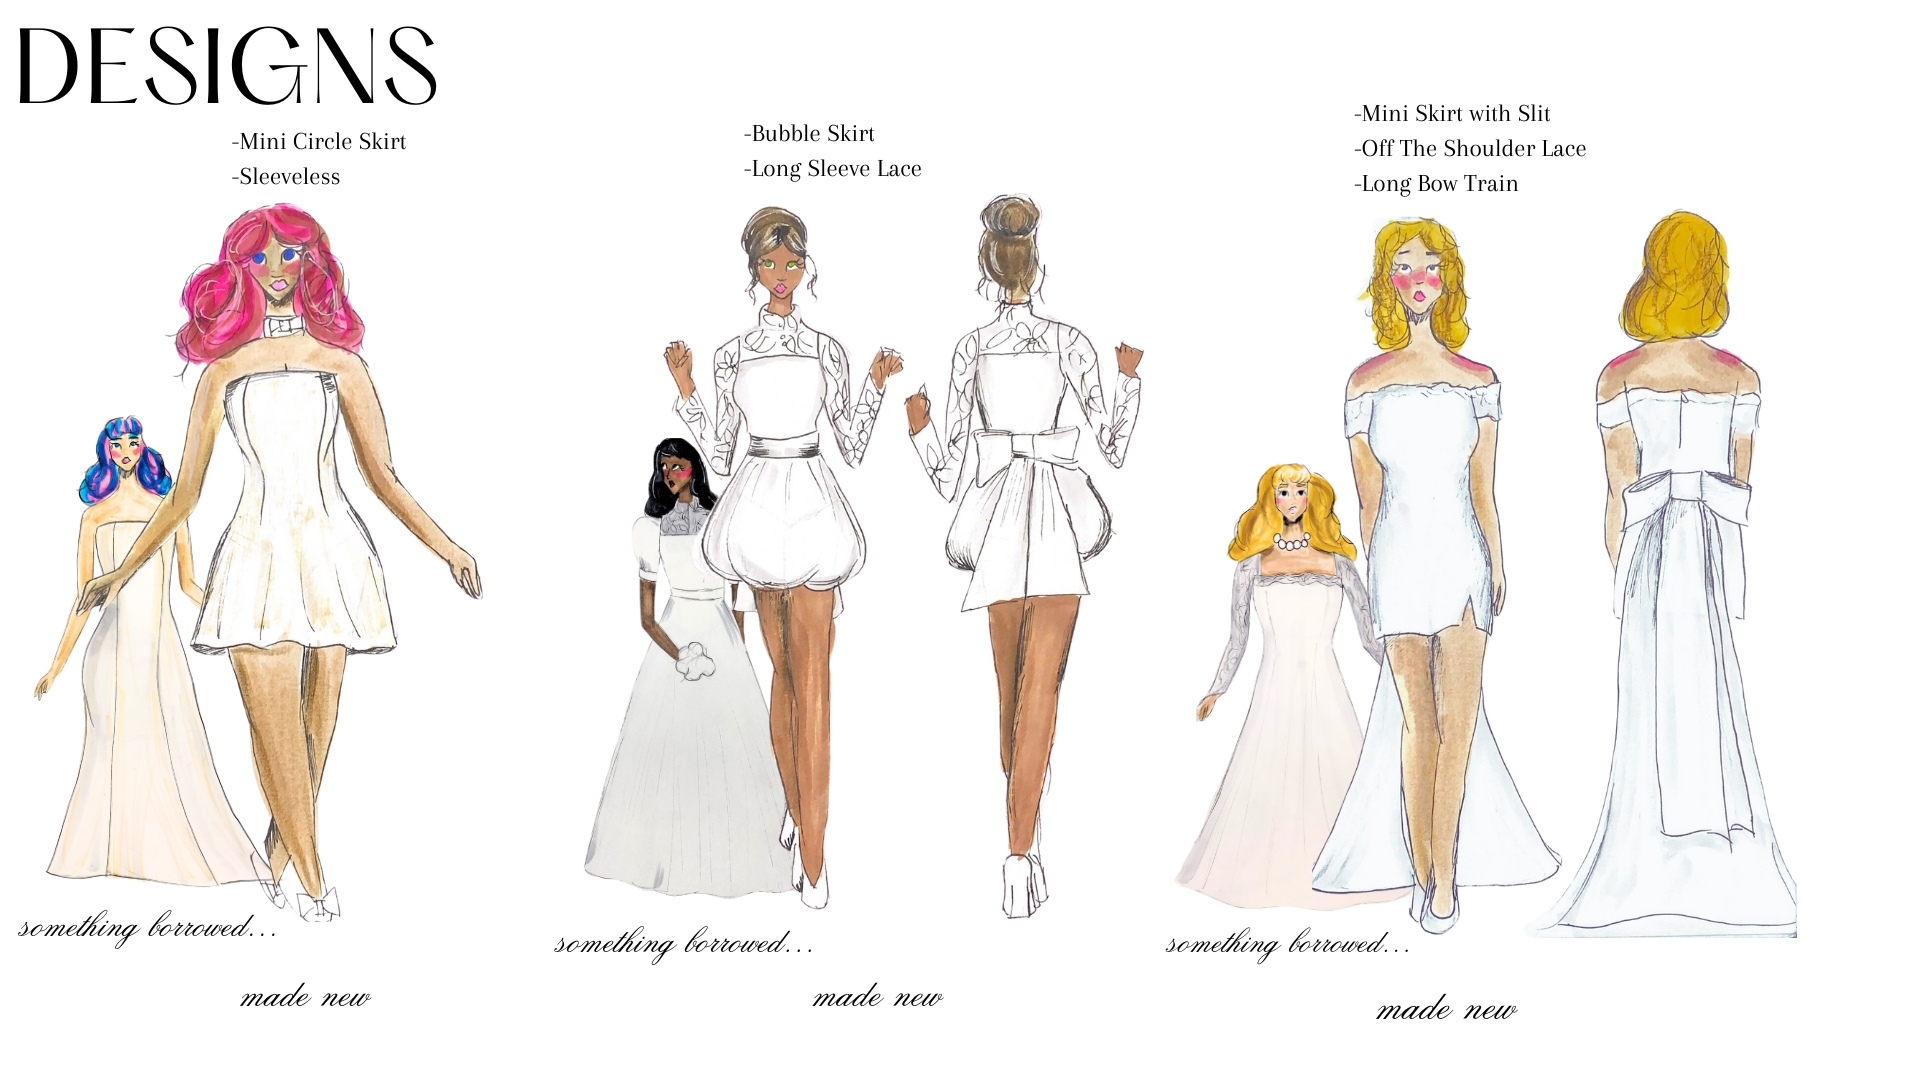 DESIGNS
-Mini Circle Skirt
-Sleeveless
-Bubble Skirt
-Long Sleeve Lace
-Mini Skirt with Slit
-Off The Shoulder Lace
-Long Bow Train
something borrowed...
made new
something borrowed...
made new
something borrowed...
made new